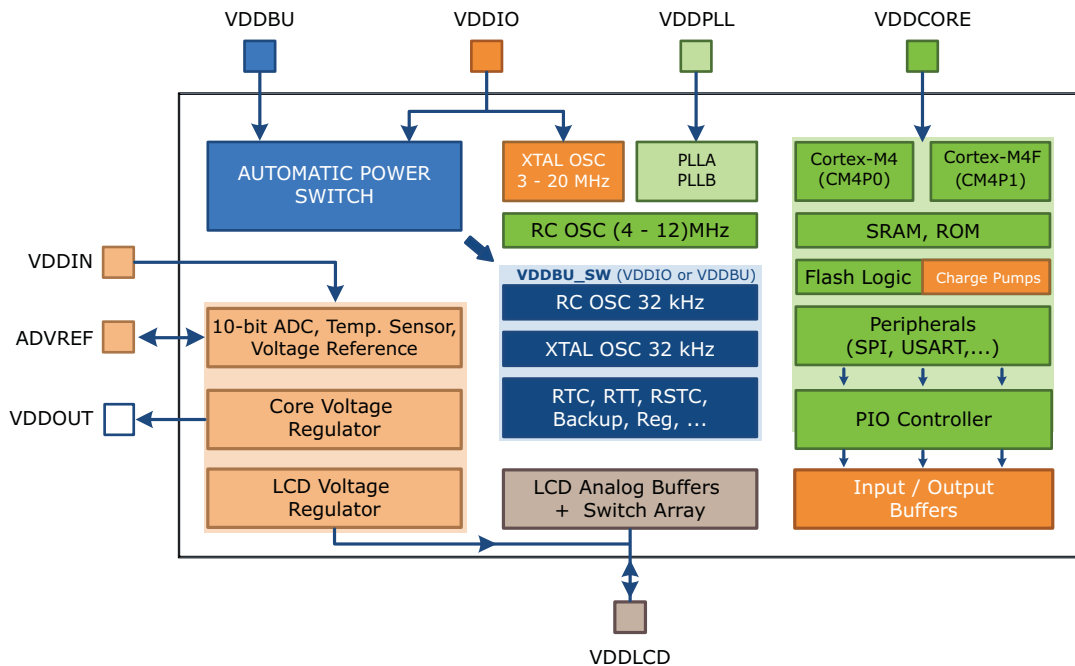 VDDBU
VDDIO
VDDPLL
VDDCORE
AUTOMATIC POWER
SWITCH
XTAL OSC
3 - 20 MHz
PLLA
PLLB
Cortex-M4
(CM4P0)
Cortex-M4F
(CM4P1)
RC OSC (4 - 12)MHz
SRAM, ROM
VDDIN
VDDBU_SW (VDDIO or VDDBU)
Flash Logic
Charge Pumps
RC OSC 32 kHz
ADVREF
10-bit ADC, Temp. Sensor,
Voltage Reference
XTAL OSC 32 kHz
Peripherals
(SPI, USART,...)
VDDOUT
Core Voltage
Regulator
RTC, RTT, RSTC,
Backup, Reg, ...
PIO Controller
LCD Voltage
Regulator
LCD Analog Buffers
+ Switch Array
Input / Output
Buffers
VDDLCD